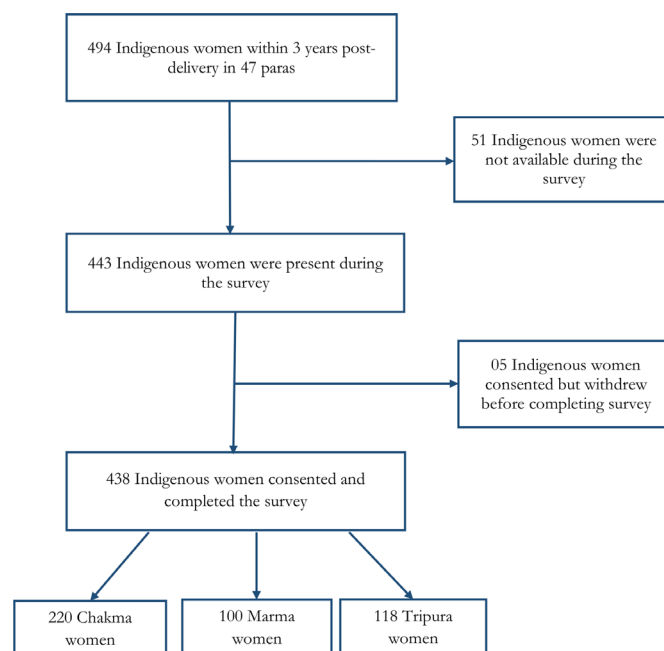 494 Indigenous women within 3 years post-
delivery in 47 paras
51 Indigenous women were
not available during the
survey
443 Indigenous women were present during
the survey
05 Indigenous women
consented but withdrew
before completing survey
438 Indigenous women consented and
completed the survey
220 Chakma
women
100 Marma
women
118 Tripura
women